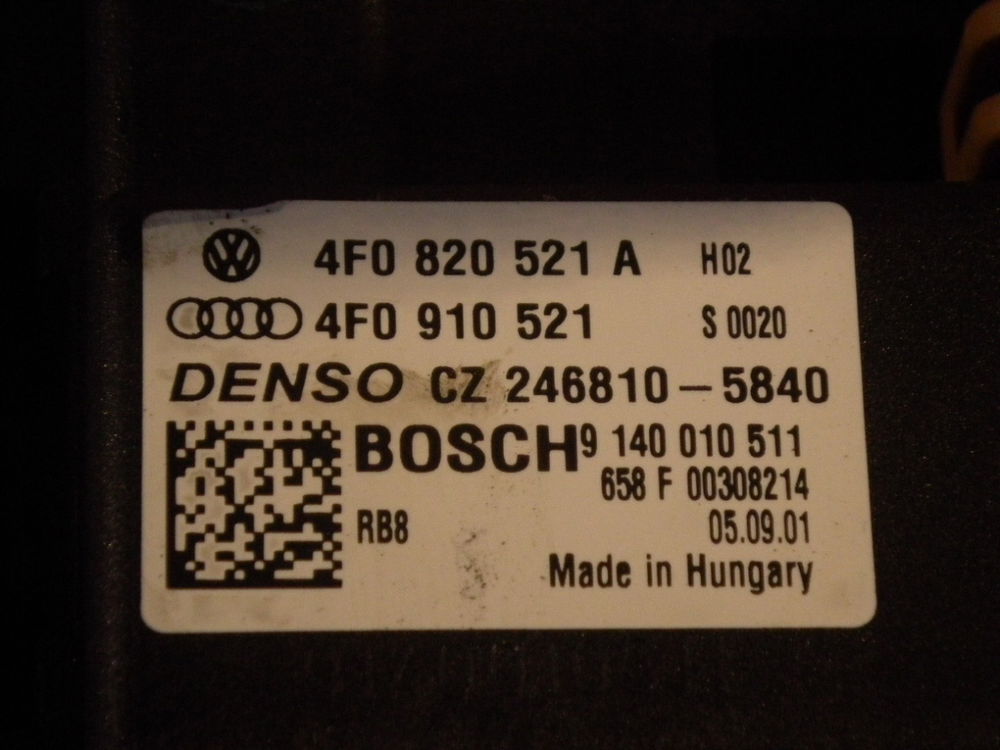 4F0 820 521 A H02
4F0 910 521 S 0020
DENSO CZ 246810-5840
BOSCH 9 140 010 511
658 F 00308214
RB8 05.09.01
Made in Hungary